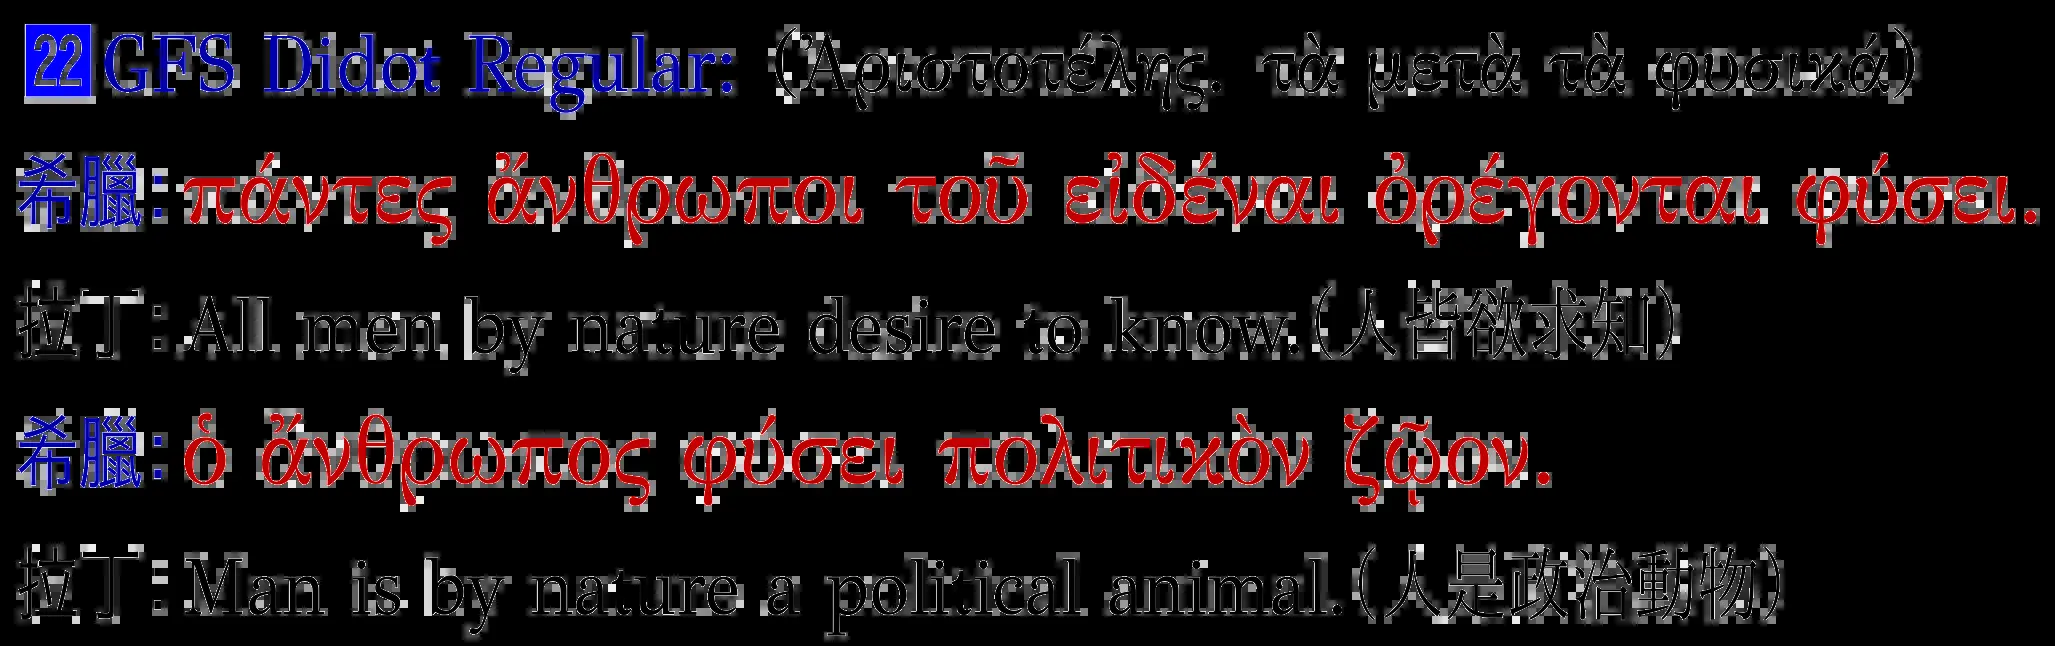 22 GFS Didot Regular: (Ἀριστοτέλης. τὰ μετὰ τὰ φυσικά)
希臘: πάντες ἄνθρωποι τοῦ εἰδέναι ὀρέγονται φύσει.
拉丁: All men by nature desire to know.(人皆欲求知)
希臘: ὁ ἄνθρωπος φύσει πολιτικὸν ζῷον.
拉丁: Man is by nature a political animal.(人是政治動物)